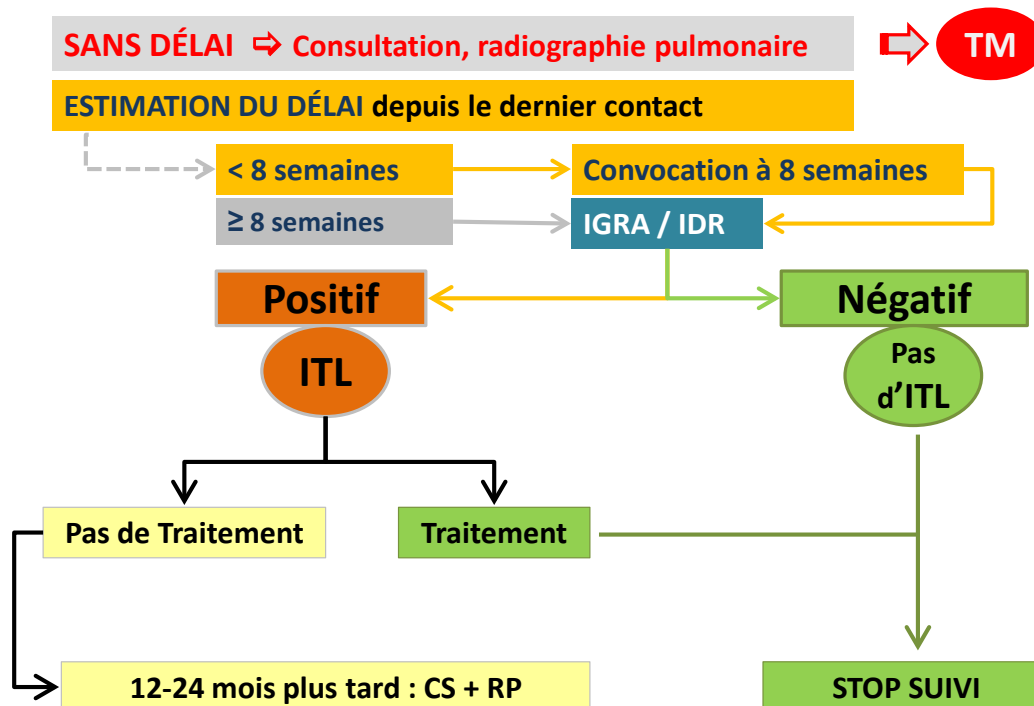 SANS DÉLAI ⇨ Consultation, radiographie pulmonaire
TM
ESTIMATION DU DÉLAI depuis le dernier contact
< 8 semaines
Convocation à 8 semaines
≥ 8 semaines
IGRA / IDR
Positif
Négatif
ITL
Pas
d'ITL
Pas de Traitement
Traitement
12-24 mois plus tard : CS + RP
STOP SUIVI